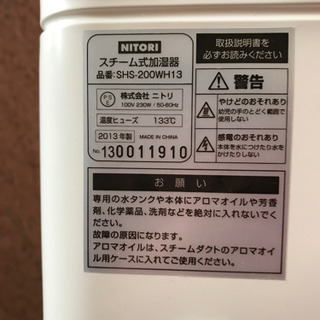 NITORI
スチーム式加湿器
品番:SHS-200WH13
PS
E
株式会社 ニトリ
100V 230W / 50-60Hz
温度ヒューズ 133℃
2013年製 MADE IN CHINA
No.130011910
取扱説明書を
必ずお読みください
警告
やけどのおそれあり
幼児の手のとどく範囲で
使用しない
感電のおそれあり
本体を水につけたり水を
かけたりしない
お願い
専用の水タンクや本体にアロマオイルや芳香
剤、化学薬品、洗剤などを絶対に入れないでく
ださい。
故障の原因になります。
アロマオイルは、スチームダクトのアロマオイ
ル用ケースに入れてご使用ください。